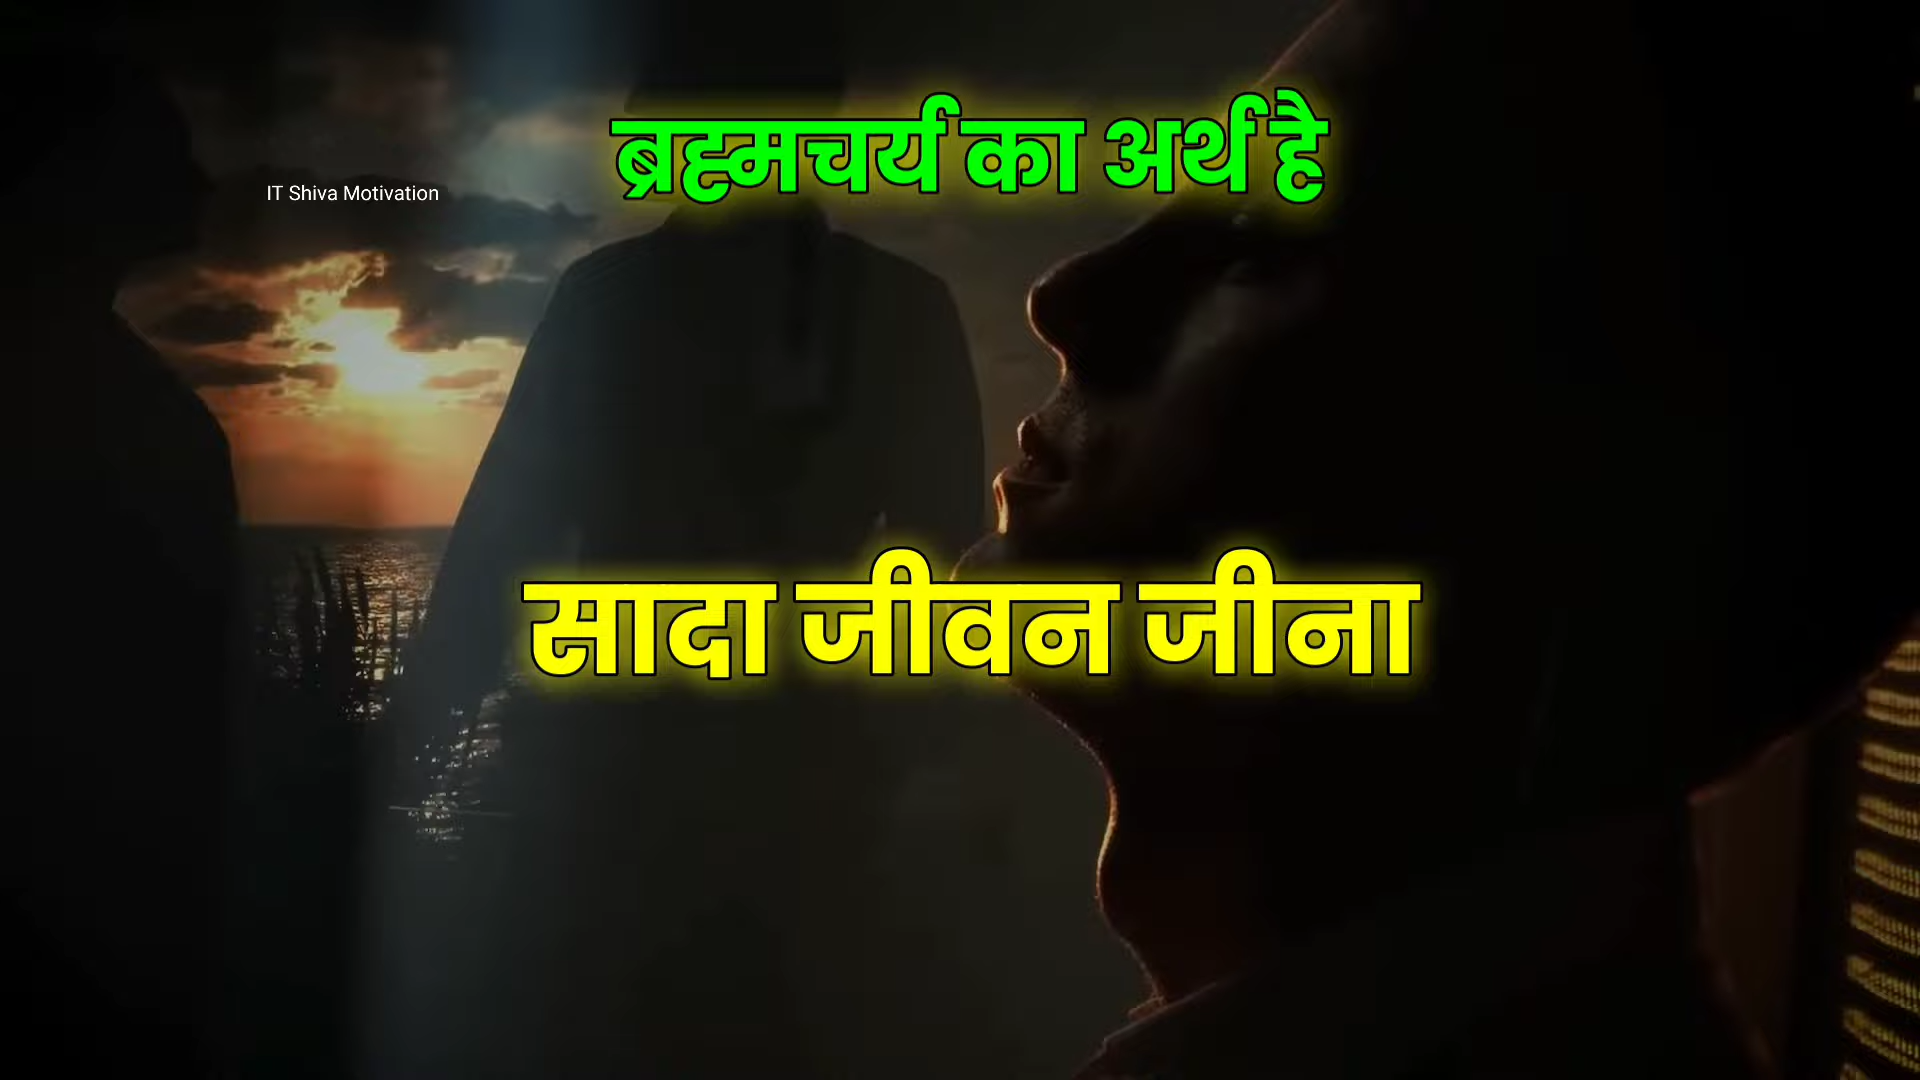 ब्रह्मचर्य का अर्थ है
IT Shiva Motivation
सादा जीवन जीना